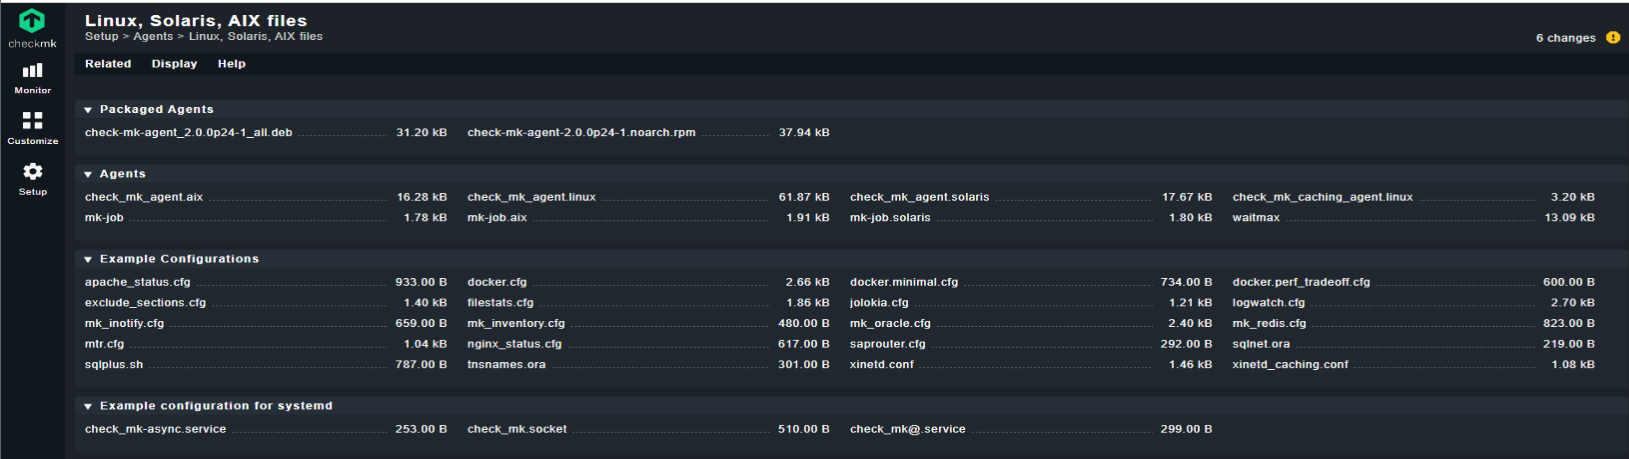 Linux, Solaris, AIX files
Setup > Agents > Linux, Solaris, AIX files
6 changes
checkmk
Monitor
Customize
Setup
Related Display Help
Packaged Agents
check-mk-agent_2.0.0p24-1_all.deb 31.20 kB check-mk-agent-2.0.0p24-1.noarch.rpm 37.94 kB
Agents
check_mk_agent.aix 16.28 kB check_mk_agent.linux 61.87 kB check_mk_agent.solaris 17.67 kB check_mk_caching_agent.linux 3.20 kB
mk-job 1.78 kB mk-job.aix 1.91 kB mk-job.solaris 1.80 kB waitmax 13.09 kB
Example Configurations
apache_status.cfg 933.00 B docker.cfg 2.66 kB docker.minimal.cfg 734.00 B docker.perf_tradeoff.cfg 600.00 B
exclude_sections.cfg 1.40 kB filestats.cfg 1.86 kB jolokia.cfg 1.21 kB logwatch.cfg 2.70 kB
mk_inotify.cfg 659.00 B mk_inventory.cfg 480.00 B mk_oracle.cfg 2.40 kB mk_redis.cfg 823.00 B
mtr.cfg 1.04 kB nginx_status.cfg 617.00 B saprouter.cfg 292.00 B sqlnet.ora 219.00 B
sqlplus.sh 787.00 B tnsnames.ora 301.00 B xinetd.conf 1.46 kB xinetd_caching.conf 1.08 kB
Example configuration for systemd
check_mk-async.service 253.00 B check_mk.socket 510.00 B check_mk@.service 299.00 B